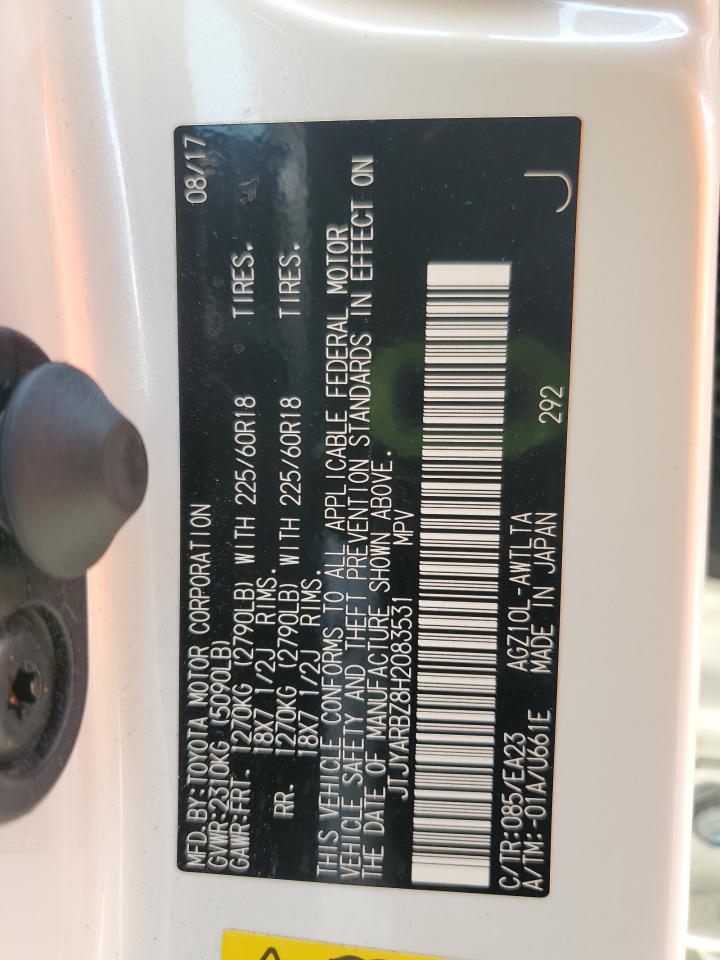 MFD.BY:TOYOTA MOTOR CORPORATION 08/17
GVWR:2310KG (5090LB)
GAWR:FRT. 1270KG (2790LB) WITH 225/60R18 TIRES.
18X7 1/2J RIMS.
RR. 1270KG (2790LB) WITH 225/60R18 TIRES.
18X7 1/2J RIMS.
THIS VEHICLE CONFORMS TO ALL APPLICABLE FEDERAL MOTOR
VEHICLE SAFETY AND THEFT PREVENTION STANDARDS IN EFFECT ON
THE DATE OF MANUFACTURE SHOWN ABOVE.
JTJYARBZ8H2083531 MPV
C/TR:085/EA23 AGZ10L-AWTLTA 292 J
A/TM:-01A/U661E MADE IN JAPAN